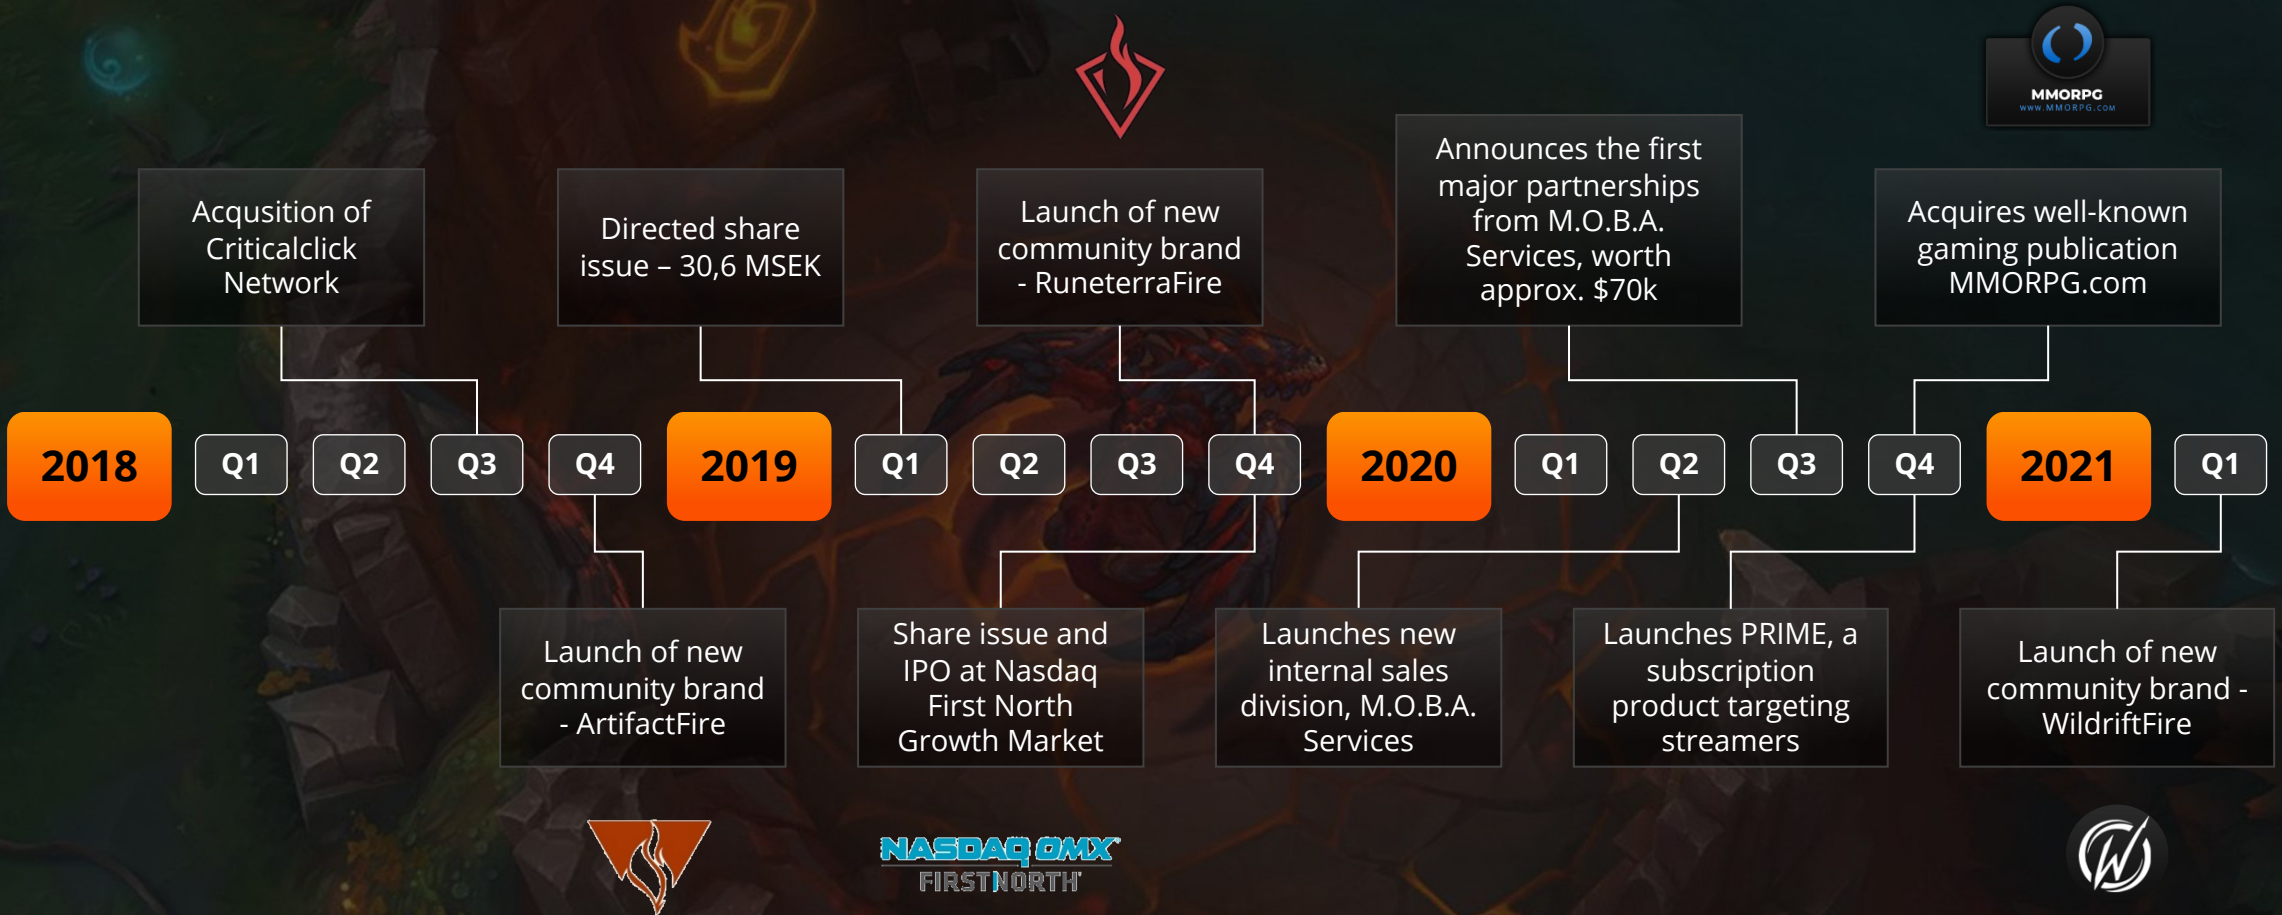 MMORPG
WWW.MMORPG.COM
Acqusition of
Criticalclick
Network
Directed share
issue – 30,6 MSEK
Launch of new
community brand
- RuneterraFire
Announces the first
major partnerships
from M.O.B.A.
Services, worth
approx. $70k
Acquires well-known
gaming publication
MMORPG.com
2018
Q1
Q2
Q3
Q4
2019
Q1
Q2
Q3
Q4
2020
Q1
Q2
Q3
Q4
2021
Q1
Launch of new
community brand
- ArtifactFire
Share issue and
IPO at Nasdaq
First North
Growth Market
Launches new
internal sales
division, M.O.B.A.
Services
Launches PRIME, a
subscription
product targeting
streamers
Launch of new
community brand -
WildriftFire
NASDAQ OMX
FIRSTNORTH